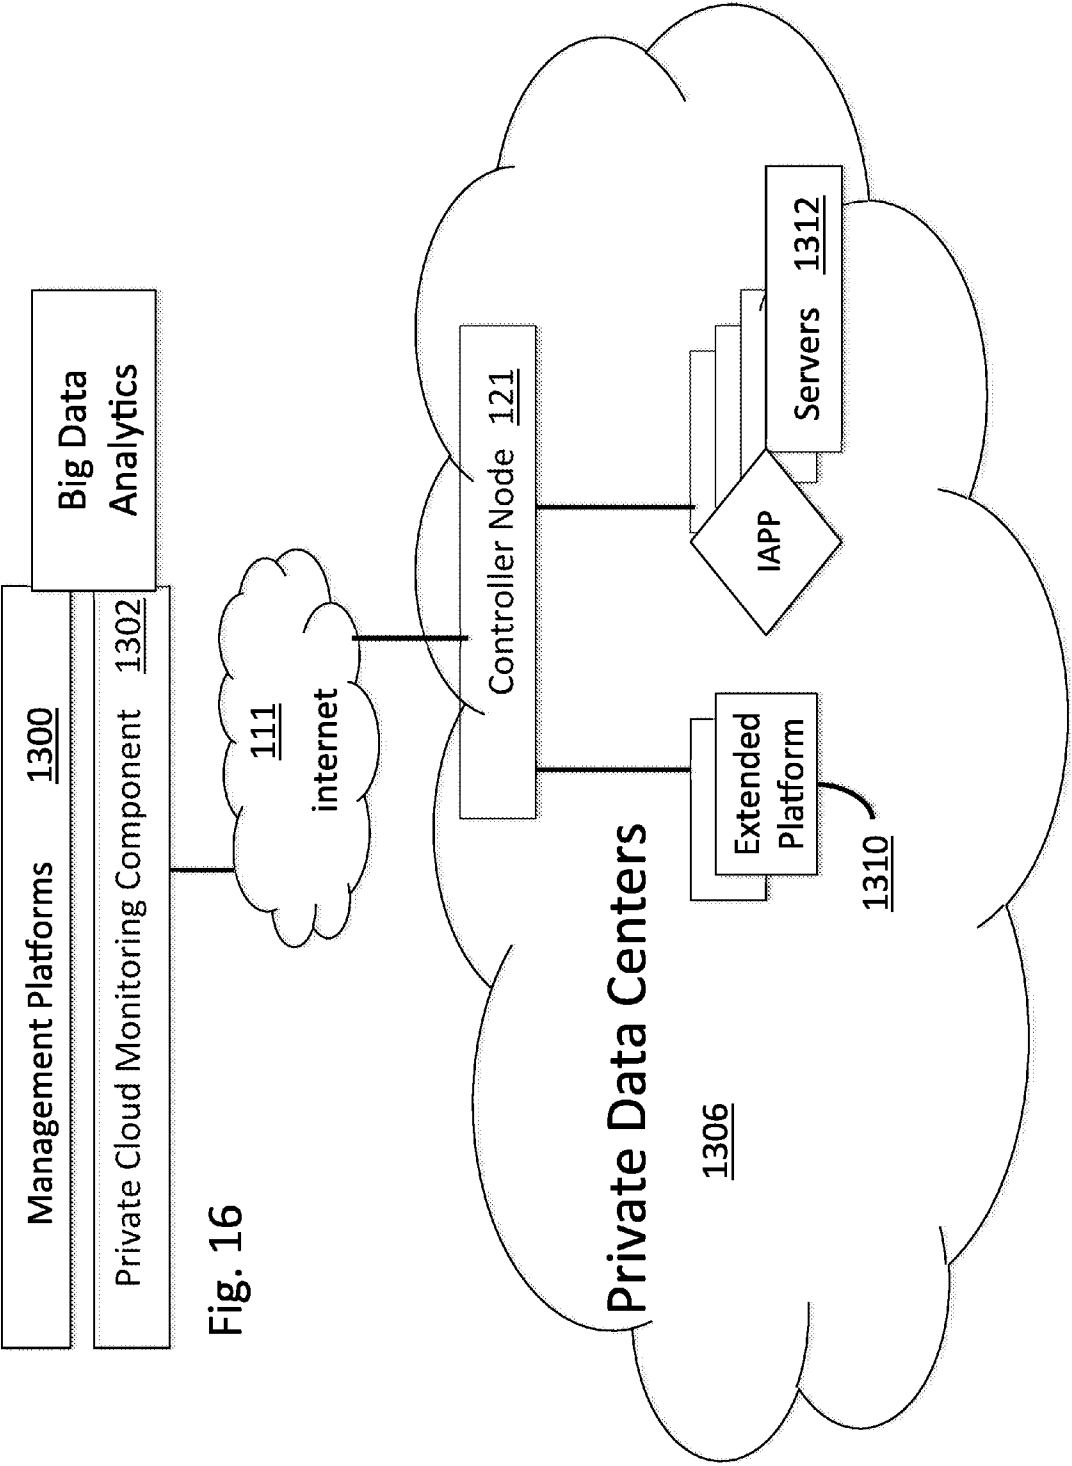 Management Platforms 1300
Big Data
Analytics
Private Cloud Monitoring Component 1302
Fig. 16
111
internet
Controller Node 121
Private Data Centers
1306
Extended
Platform
1310
IAPP
Servers 1312